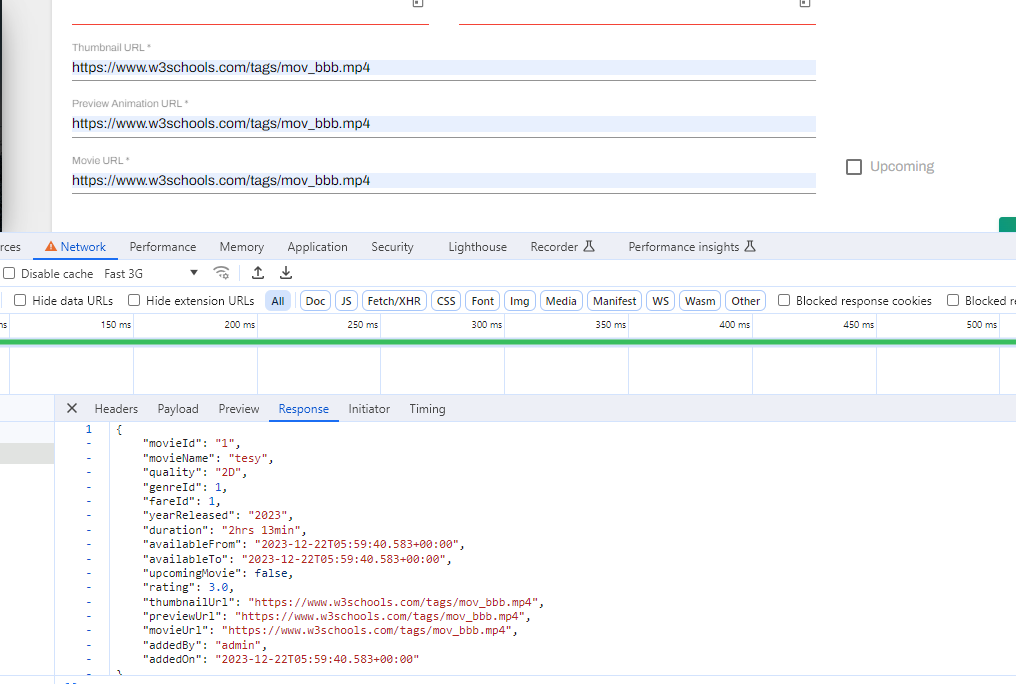 Thumbnail URL *
https://www.w3schools.com/tags/mov_bbb.mp4
Preview Animation URL *
https://www.w3schools.com/tags/mov_bbb.mp4
Movie URL *
https://www.w3schools.com/tags/mov_bbb.mp4
Upcoming
rces Network Performance Memory Application Security Lighthouse Recorder Performance insights
Disable cache Fast 3G
Hide data URLs Hide extension URLs All Doc JS Fetch/XHR CSS Font Img Media Manifest WS Wasm Other Blocked response cookies Blocked re
ms 150 ms 200 ms 250 ms 300 ms 350 ms 400 ms 450 ms 500 ms
Headers Payload Preview Response Initiator Timing
1 {
- "movieId": "1",
- "movieName": "tesy",
- "quality": "2D",
- "genreId": 1,
- "fareId": 1,
- "yearReleased": "2023",
- "duration": "2hrs 13min",
- "availableFrom": "2023-12-22T05:59:40.583+00:00",
- "availableTo": "2023-12-22T05:59:40.583+00:00",
- "upcomingMovie": false,
- "rating": 3.0,
- "thumbnailUrl": "https://www.w3schools.com/tags/mov_bbb.mp4",
- "previewUrl": "https://www.w3schools.com/tags/mov_bbb.mp4",
- "movieUrl": "https://www.w3schools.com/tags/mov_bbb.mp4",
- "addedBy": "admin",
- "addedOn": "2023-12-22T05:59:40.583+00:00"
- }